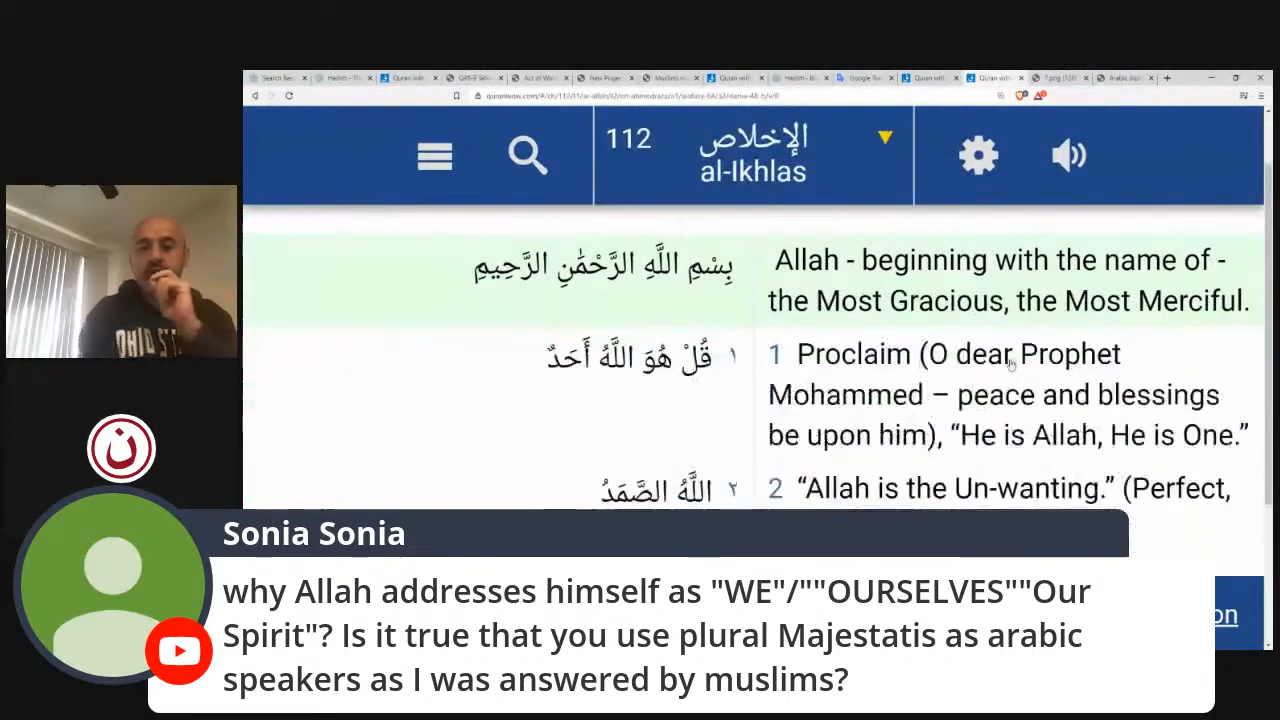 112
الإخلاص
al-Ikhlas
بِسْمِ اللَّهِ الرَّحْمَٰنِ الرَّحِيمِ
Allah - beginning with the name of -
the Most Gracious, the Most Merciful.
قُلْ هُوَ اللَّهُ أَحَدٌ ١
1 Proclaim (O dear Prophet
Mohammed – peace and blessings
be upon him), “He is Allah, He is One.”
اللَّهُ الصَّمَدُ ٢
2 “Allah is the Un-wanting.” (Perfect,
on
OHIO
ن
Sonia Sonia
why Allah addresses himself as "WE"/""OURSELVES""Our
Spirit"? Is it true that you use plural Majestatis as arabic
speakers as I was answered by muslims?